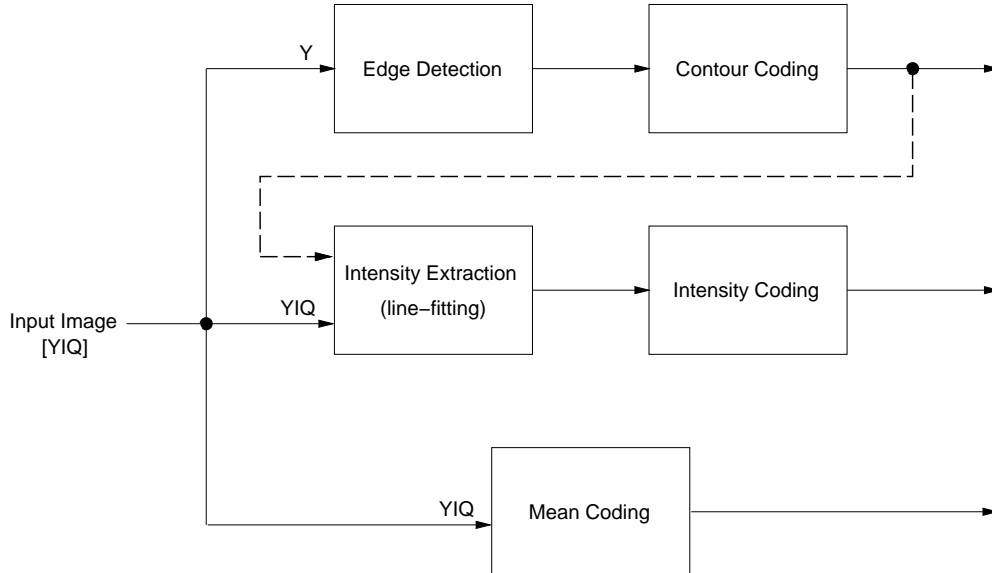 Y
Edge Detection
Contour Coding
Intensity Extraction
(line−fitting)
YIQ
Intensity Coding
Input Image
[YIQ]
YIQ
Mean Coding